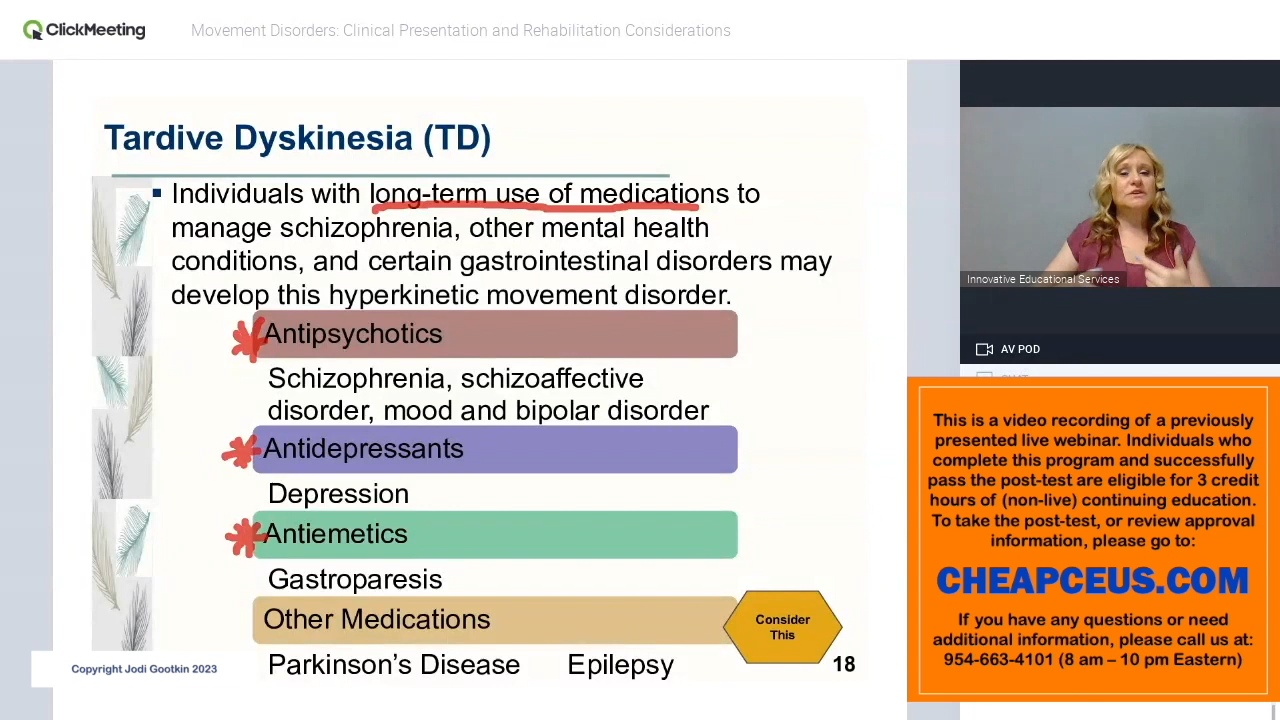 ClickMeeting
Movement Disorders: Clinical Presentation and Rehabilitation Considerations
Tardive Dyskinesia (TD)
Individuals with long-term use of medications to
manage schizophrenia, other mental health
conditions, and certain gastrointestinal disorders may
develop this hyperkinetic movement disorder.
Antipsychotics
Schizophrenia, schizoaffective
disorder, mood and bipolar disorder
Antidepressants
Depression
Antiemetics
Gastroparesis
Other Medications
Parkinson’s Disease Epilepsy
Consider
This
Copyright Jodi Gootkin 2023
18
Innovative Educational Services
AV POD
This is a video recording of a previously
presented live webinar. Individuals who
complete this program and successfully
pass the post-test are eligible for 3 credit
hours of (non-live) continuing education.
To take the post-test, or review approval
information, please go to:
CHEAPCEUS.COM
If you have any questions or need
additional information, please call us at:
954-663-4101 (8 am – 10 pm Eastern)